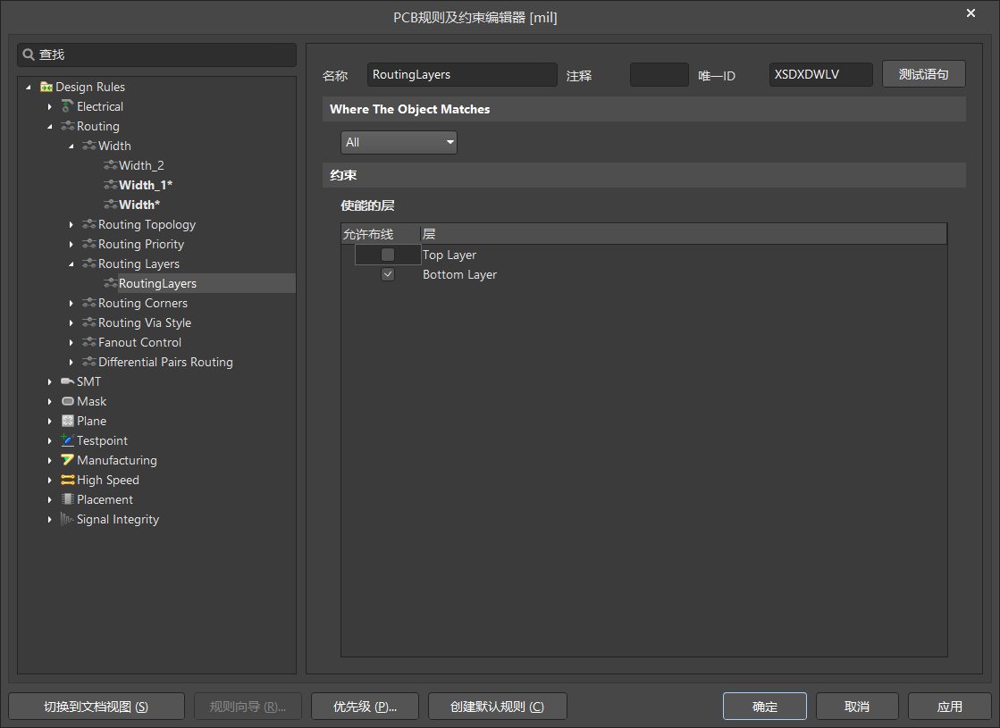 PCB规则及约束编辑器 [mil]
查找
Design Rules
Electrical
Routing
Width
Width_2
Width_1*
Width*
Routing Topology
Routing Priority
Routing Layers
RoutingLayers
Routing Corners
Routing Via Style
Fanout Control
Differential Pairs Routing
SMT
Mask
Plane
Testpoint
Manufacturing
High Speed
Placement
Signal Integrity
名称 RoutingLayers 注释 唯一ID XSDXDWLV 测试语句
Where The Object Matches
All
约束
使能的层
允许布线 层
Top Layer
Bottom Layer
切换到文档视图 (S) 规则向导 (R)... 优先级 (P)... 创建默认规则 (C) 确定 取消 应用